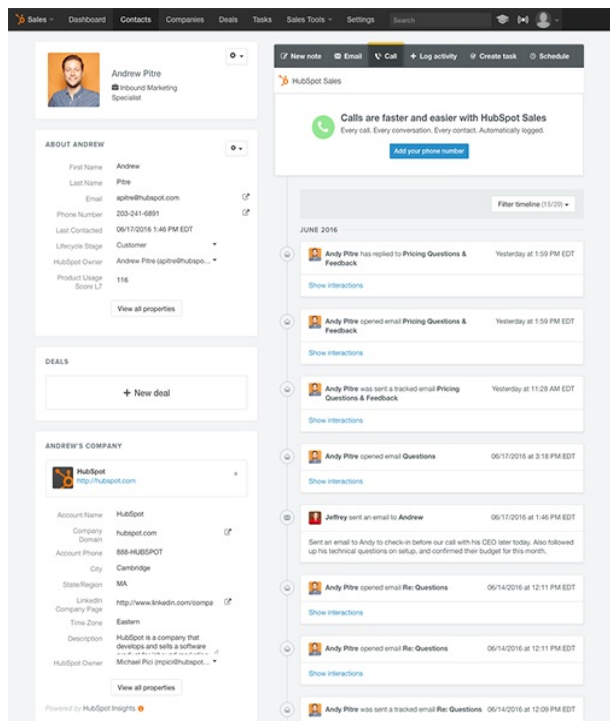 Sales
Dashboard
Contacts
Companies
Deals
Tasks
Sales Tools
Settings
Search
Andrew Pitre
Inbound Marketing
Specialist
ABOUT ANDREW
First Name Andrew
Last Name Pitre
Email apitre@hubspot.com
Phone Number 203-241-6891
Last Contacted 06/17/2016 1:46 PM EDT
Lifecycle Stage Customer
HubSpot Owner Andrew Pitre (apitre@hubspo...
Product Usage
Score L7 116
View all properties
DEALS
+ New deal
ANDREW'S COMPANY
HubSpot
http://hubspot.com
×
Account Name HubSpot
Company
Domain hubspot.com
Account Phone 888-HUBSPOT
City Cambridge
State/Region MA
LinkedIn
Company Page http://www.linkedin.com/compa
Time Zone Eastern
Description HubSpot is a company that
develops and sells a software
HubSpot Owner Michael Pici (mpici@hubspot...
View all properties
Powered by HubSpot Insights
New note
Email
Call
+ Log activity
Create task
Schedule
HubSpot Sales
Calls are faster and easier with HubSpot Sales
Every call. Every conversation. Every contact. Automatically logged.
Add your phone number
Filter timeline (15/29)
JUNE 2016
Andy Pitre has replied to Pricing Questions & Yesterday at 1:59 PM EDT
Feedback
Show interactions
Andy Pitre opened email Pricing Questions & Yesterday at 1:59 PM EDT
Feedback
Show interactions
Andy Pitre was sent a tracked email Pricing Yesterday at 11:28 AM EDT
Questions & Feedback
Show interactions
Andy Pitre opened email Questions 06/17/2016 at 3:18 PM EDT
Show interactions
Jeffrey sent an email to Andrew 06/17/2016 at 1:46 PM EDT
Sent an email to Andy to check-in before our call with his CEO later today. Also followed
up his technical questions on setup, and confirmed their budget for this month.
Andy Pitre opened email Re: Questions 06/14/2016 at 12:11 PM EDT
Show interactions
Andy Pitre opened email Re: Questions 06/14/2016 at 12:11 PM EDT
Show interactions
Andy Pitre was sent a tracked email Re: Questions 06/14/2016 at 12:09 PM EDT